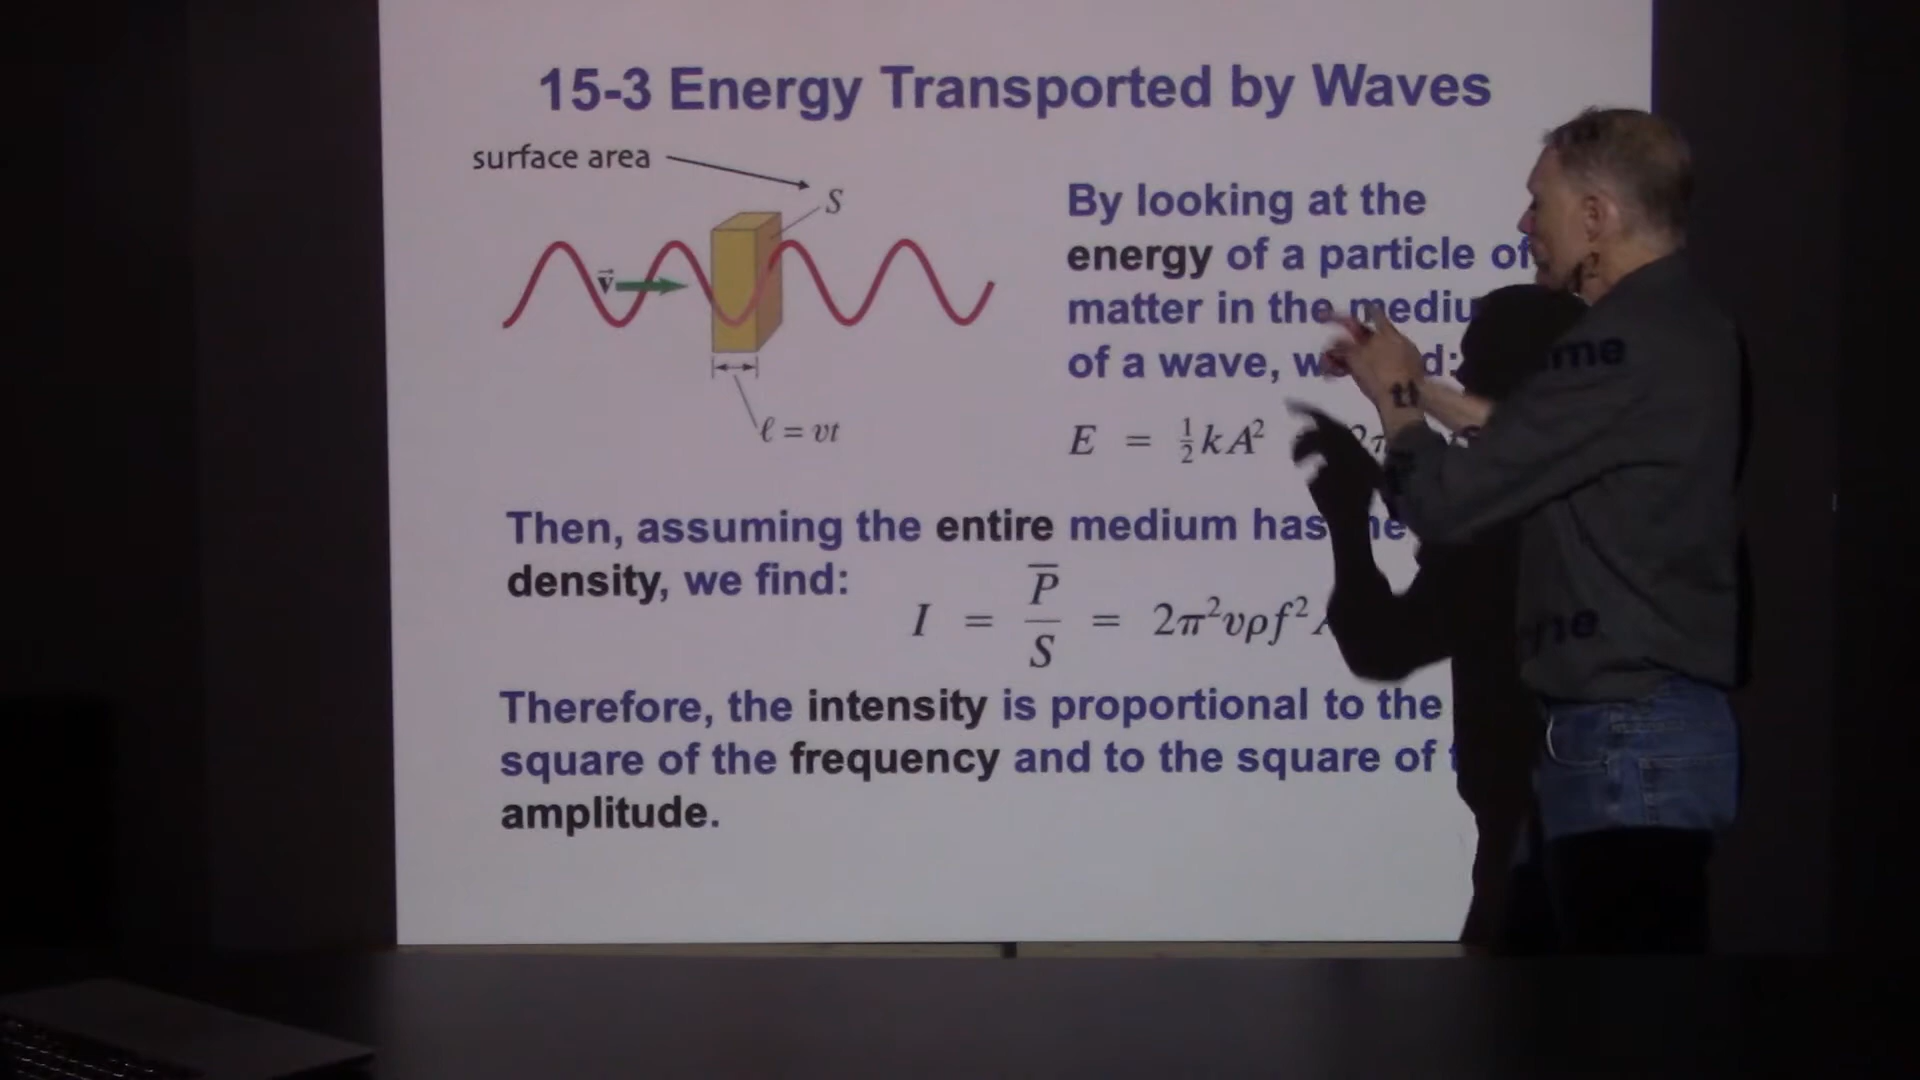 15-3 Energy Transported by Waves
surface area
S
v
ℓ = vt
By looking at the
energy of a particle of
matter in the
of a wave,
E = ½kA²
Then, assuming the entire medium has
density, we find:
I = P̅/S = 2π²vρf²
Therefore, the intensity is proportional to the
square of the frequency and to the square of
amplitude.